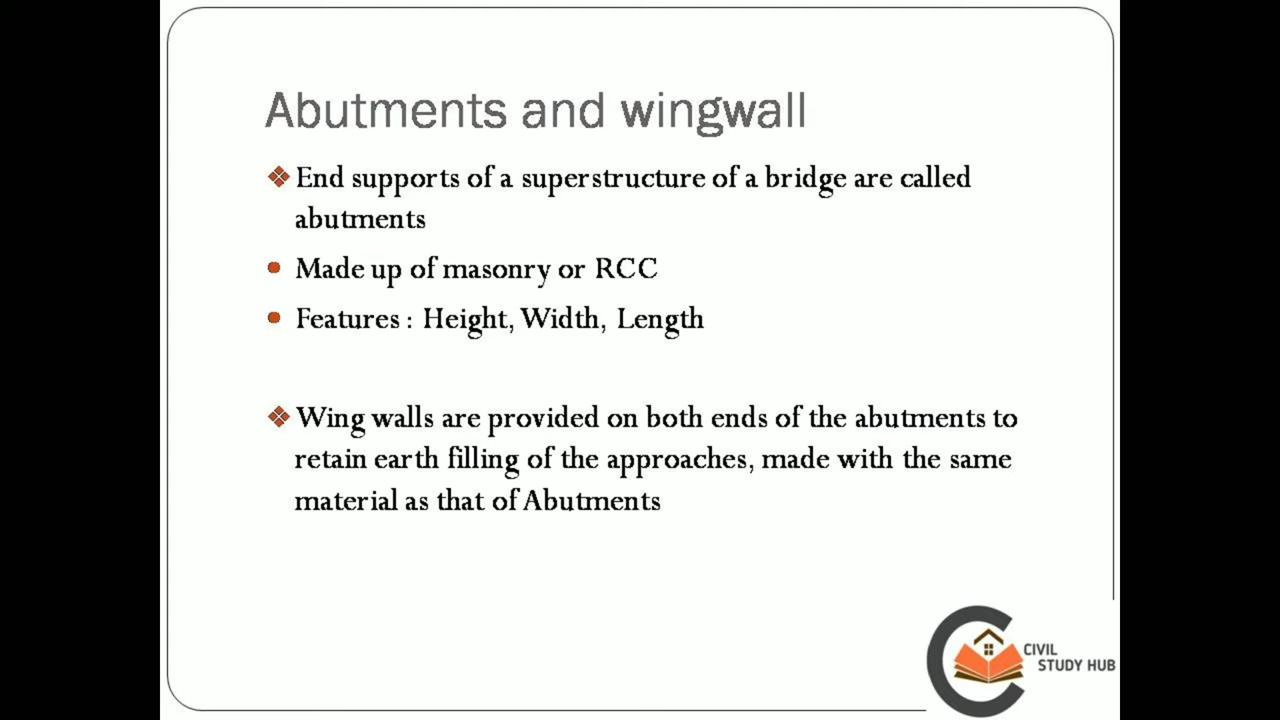 Abutments and wingwall
End supports of a superstructure of a bridge are called
abutments
Made up of masonry or RCC
Features : Height, Width, Length
Wing walls are provided on both ends of the abutments to
retain earth filling of the approaches, made with the same
material as that of Abutments
CIVIL
STUDY HUB